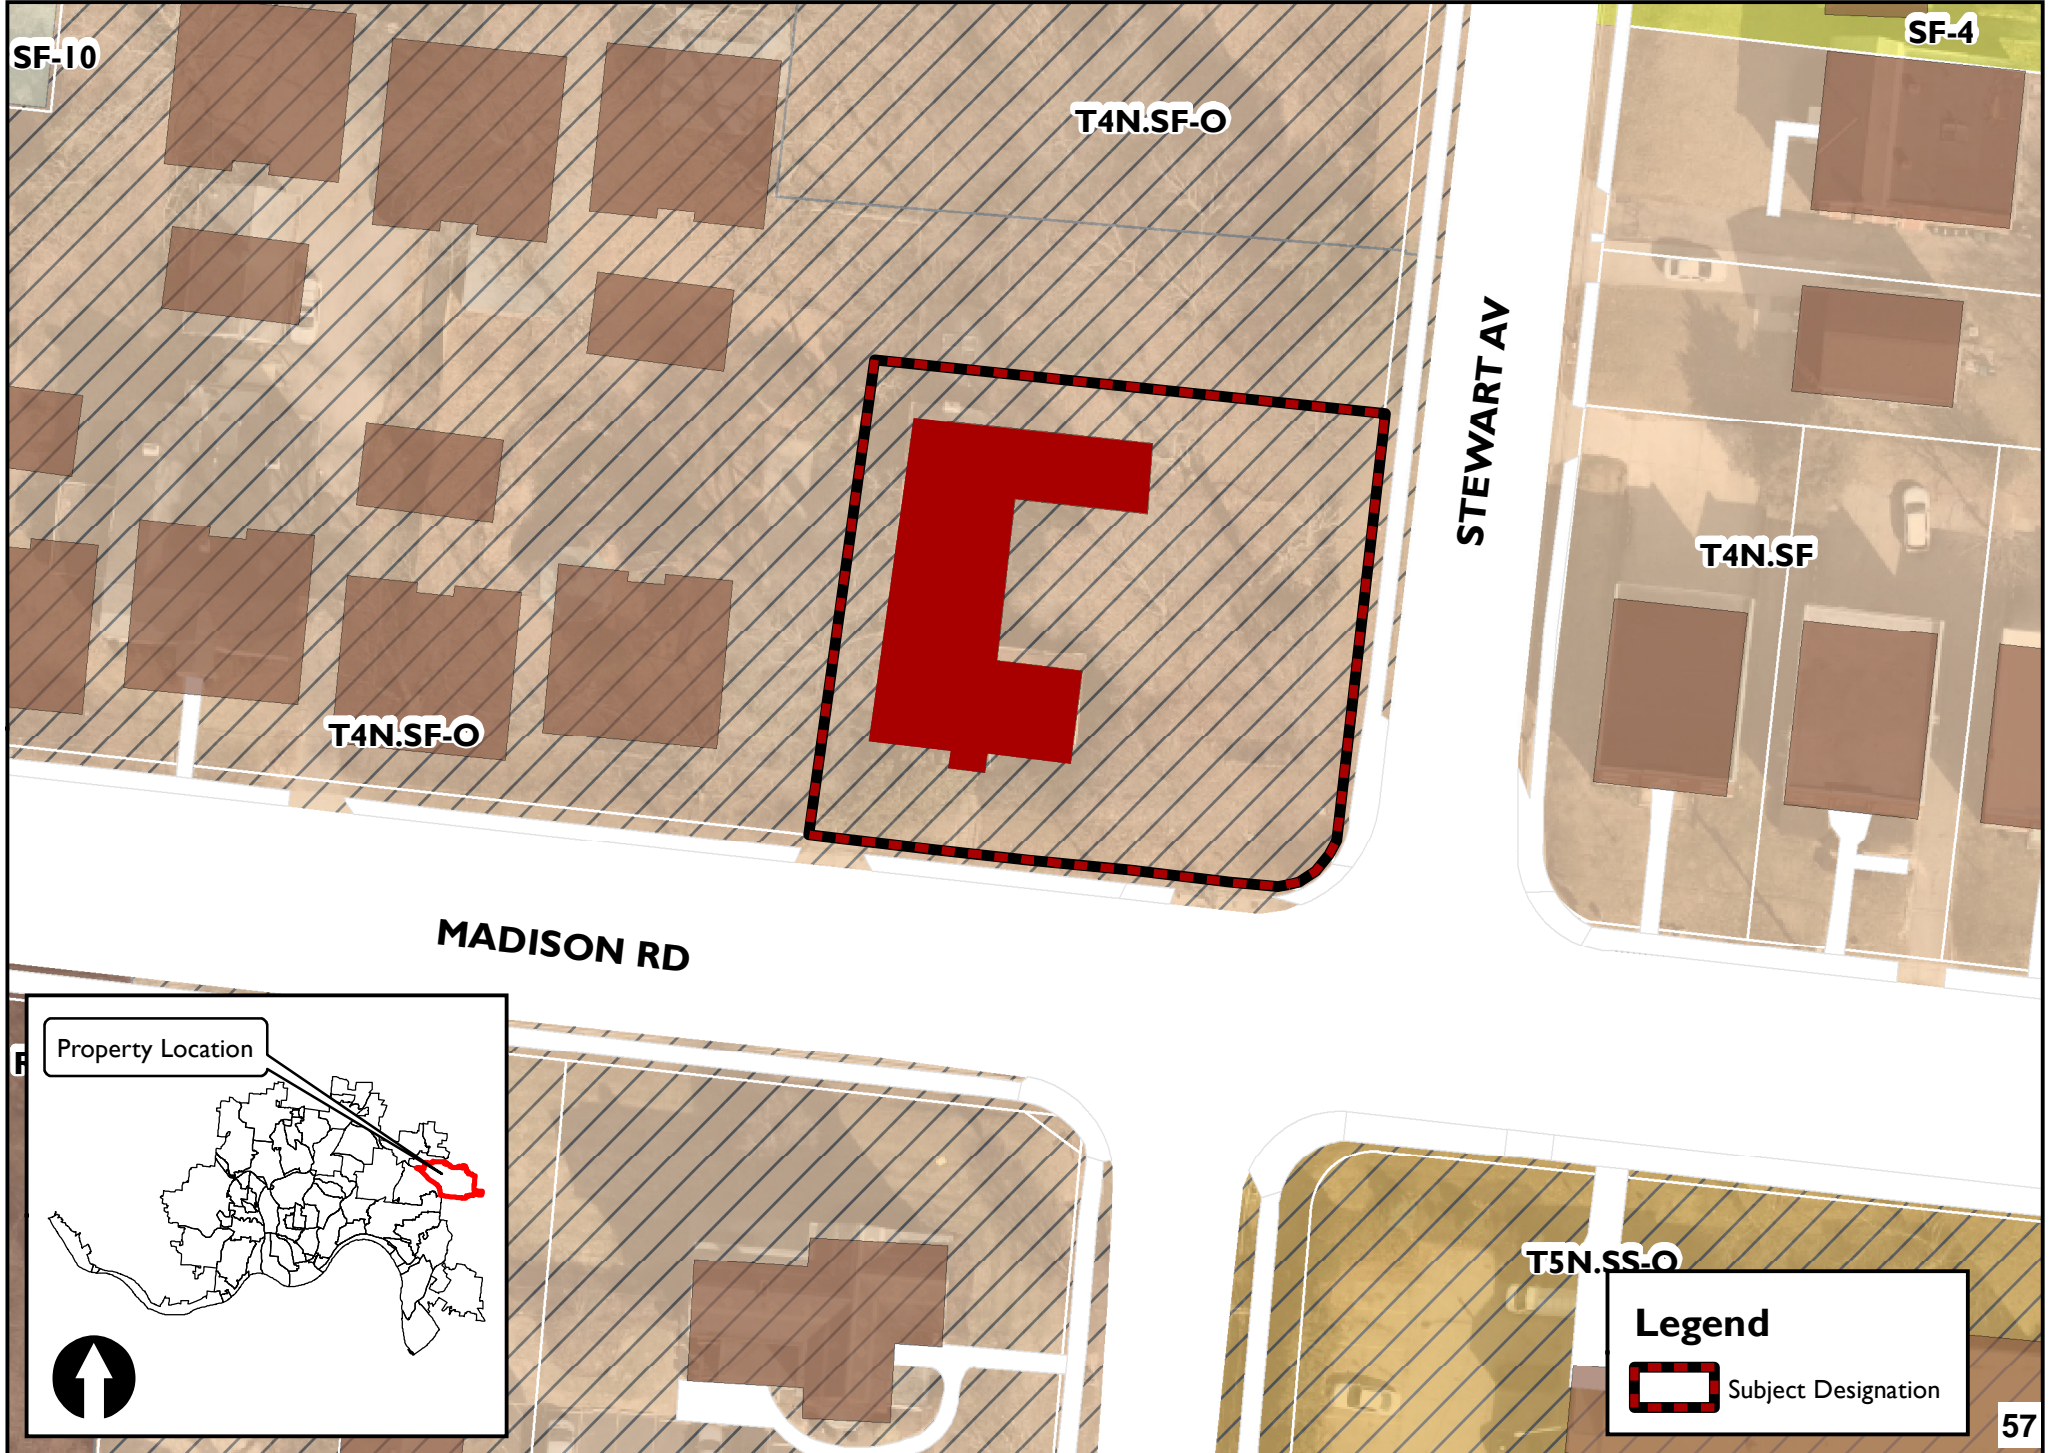 SF-10
SF-4
T4N.SF-O
STEWART AV
T4N.SF
T4N.SF-O
MADISON RD
Property Location
T5N.SS-O
Legend
Subject Designation
57